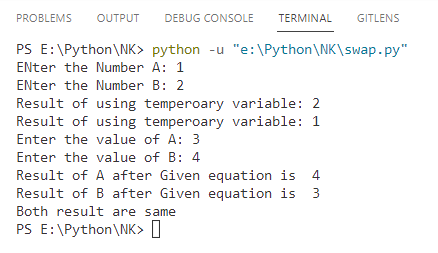 PROBLEMS OUTPUT DEBUG CONSOLE TERMINAL GITLENS
PS E:\Python\NK> python -u "e:\Python\NK\swap.py"
ENter the Number A: 1
ENter the Number B: 2
Result of using temperoary variable: 2
Result of using temperoary variable: 1
Enter the value of A: 3
Enter the value of B: 4
Result of A after Given equation is  4
Result of B after Given equation is  3
Both result are same
PS E:\Python\NK>